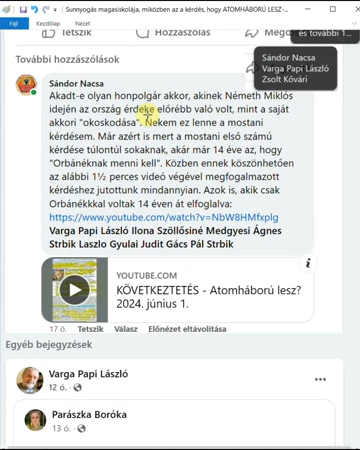 Sunnyogás magasiskolája, miközben az a kérdés, hogy ATOMHÁBORÚ LESZ-...
Fájl Kezdőlap Nézet
Tetszik Hozzászólás
és további 1...
További hozzászólások
Sándor Nacsa
Varga Papi László
Zsolt Kővári
Sándor Nacsa
Akadt-e olyan honpolgár akkor, akinek Németh Miklós
idején az ország érdeke előrébb való volt, mint a saját
akkori "okoskodása". Nekem ez lenne a mostani
kérdésem. Már azért is mert a mostani első számú
kérdése túlontúl sokaknak, akár már 14 éve az, hogy
"Orbánéknak menni kell". Közben ennek köszönhetően
az alábbi 1½ perces videó végével megfogalmazott
kérdéshez jutottunk mindannyian. Azok is, akik csak
Orbánékkkal voltak 14 éven át elfoglalva:
https://www.youtube.com/watch?v=NbW8HMfxplg
Varga Papi László Ilona Szöllősiné Medgyesi Ágnes
Strbik Laszlo Gyulai Judit Gács Pál Strbik
YOUTUBE.COM
KÖVETKEZTETÉS - Atomháború lesz?
2024. június 1.
17 ó. Tetszik Válasz Előnézet eltávolítása
Egyéb bejegyzések
Varga Papi László
12 ó.
Parászka Boróka
13 ó.